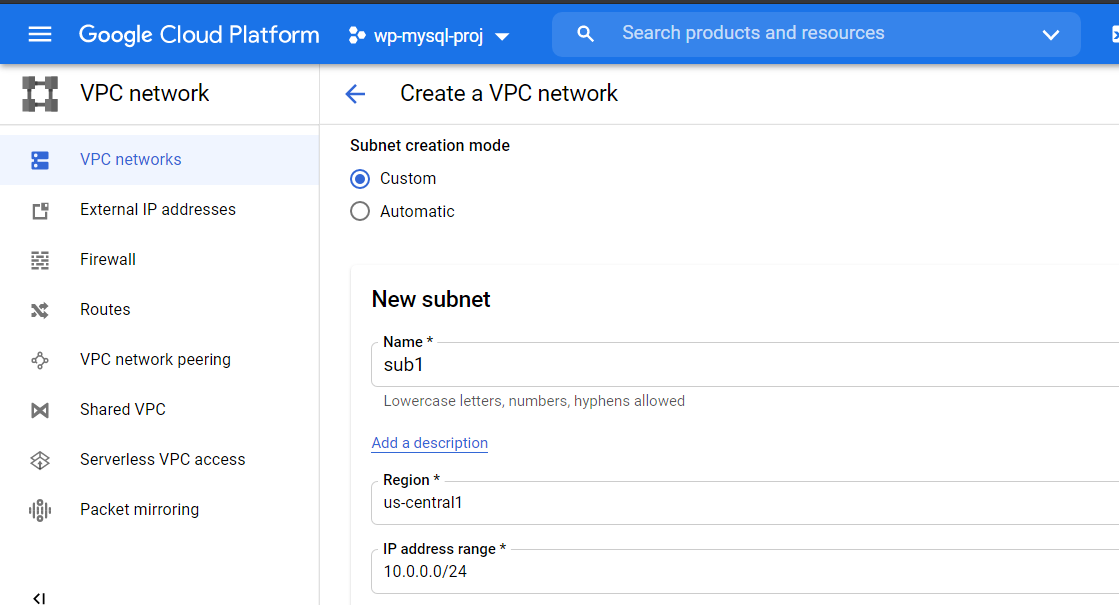 Google Cloud Platform
wp-mysql-proj
Search products and resources
VPC network
Create a VPC network
VPC networks
External IP addresses
Firewall
Routes
VPC network peering
Shared VPC
Serverless VPC access
Packet mirroring
Subnet creation mode
Custom
Automatic
New subnet
Name *
sub1
Lowercase letters, numbers, hyphens allowed
Add a description
Region *
us-central1
IP address range *
10.0.0.0/24